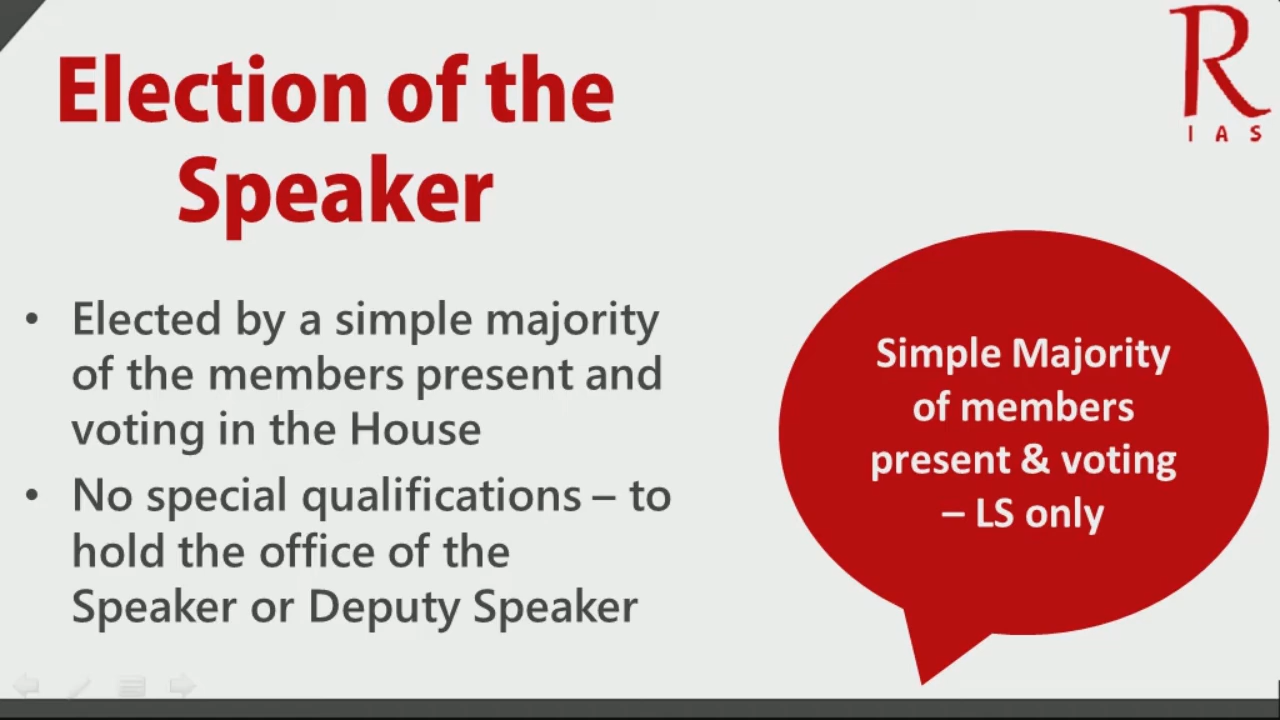 Election of the
Speaker
• Elected by a simple majority
of the members present and
voting in the House
• No special qualifications – to
hold the office of the
Speaker or Deputy Speaker
R
IAS
Simple Majority
of members
present & voting
– LS only